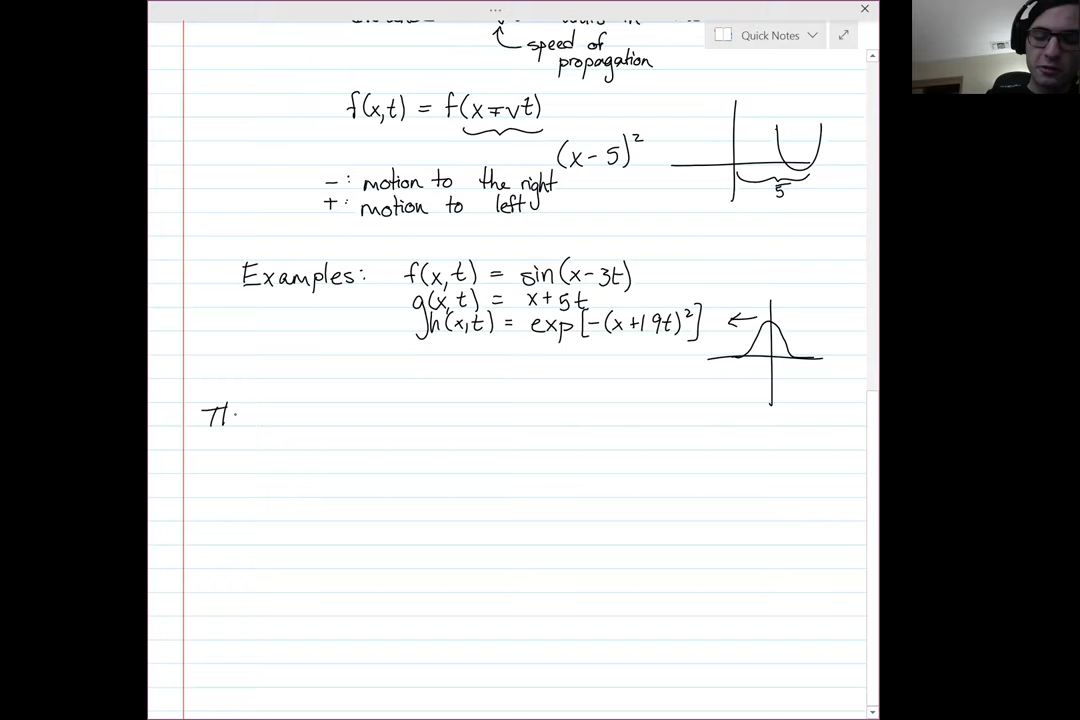 Quick Notes
speed of
propagation
f(x,t) = f(x∓vt)
(x-5)²
5
- : motion to the right
+ : motion to left
Examples: f(x,t) = sin(x-3t)
g(x,t) = x+5t
h(x,t) = exp[-(x+19t)²]